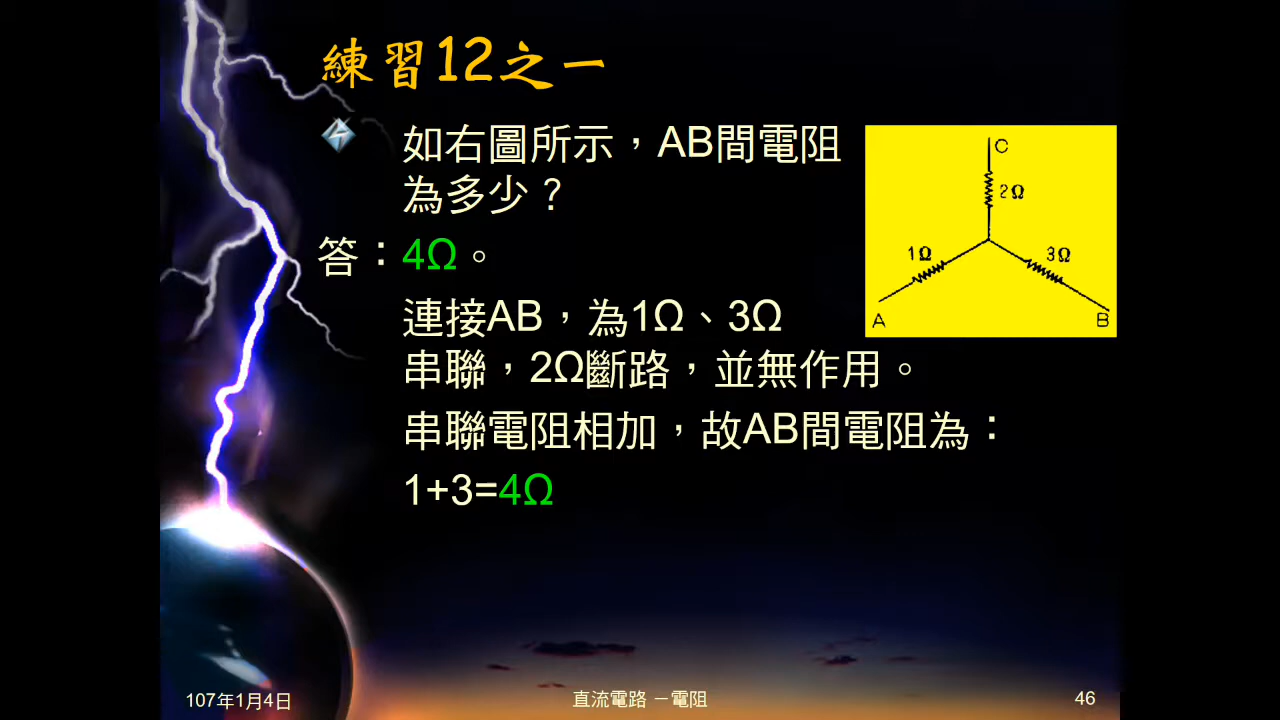 練習12之一
如右圖所示，AB間電阻
為多少？
答：4Ω。
連接AB，為1Ω、3Ω
串聯，2Ω斷路，並無作用。
串聯電阻相加，故AB間電阻為：
1+3=4Ω
C
2Ω
1Ω
3Ω
A
B
107年1月4日
直流電路 －電阻
46